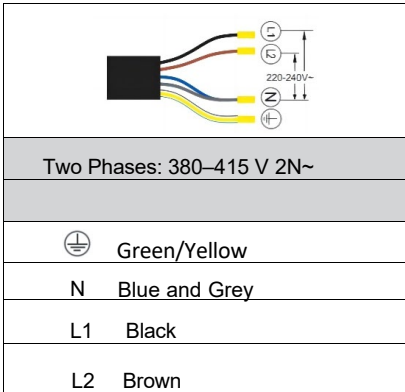 L1
L2
220-240V~
N
Two Phases: 380–415 V 2N~
Green/Yellow
N Blue and Grey
L1 Black
L2 Brown